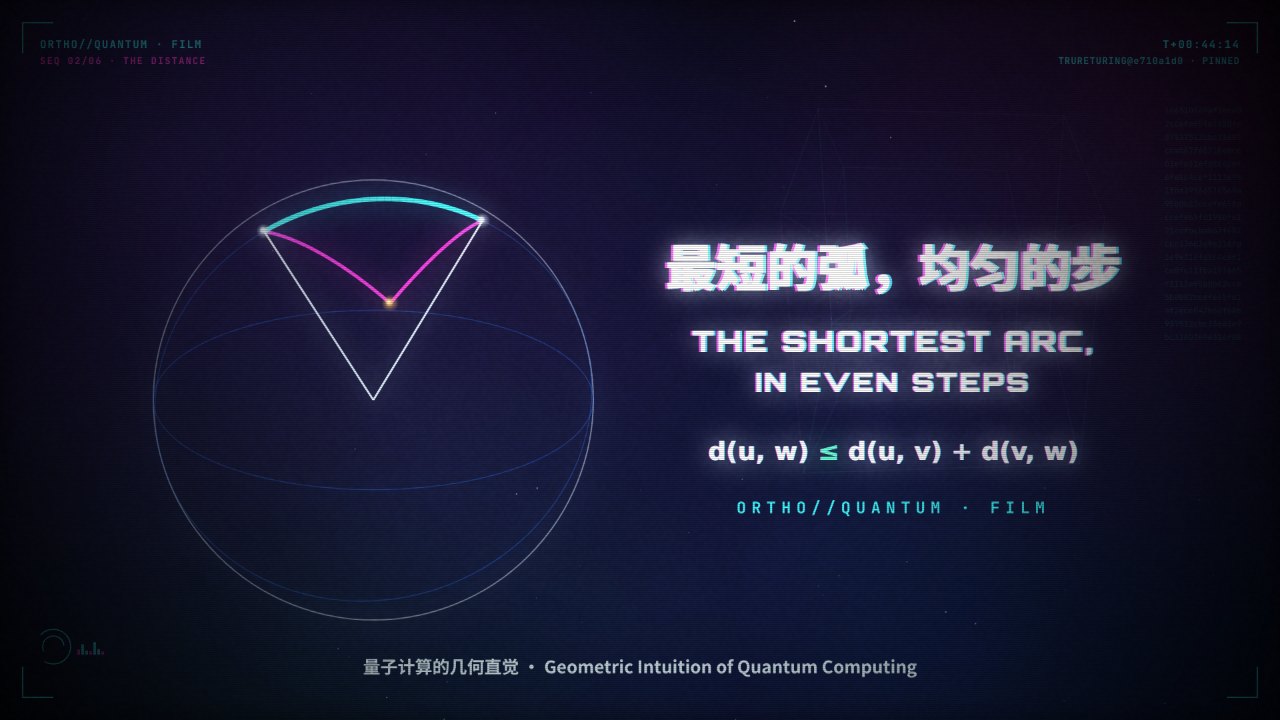 ORTHO//QUANTUM · FILM
SEQ 02/06 · THE DISTANCE
T+00:44:14
TRURETURING@e710a1d0 · PINNED
最短的弧，均匀的步
THE SHORTEST ARC,
IN EVEN STEPS
d(u, w) ≤ d(u, v) + d(v, w)
ORTHO//QUANTUM · FILM
量子计算的几何直觉 · Geometric Intuition of Quantum Computing